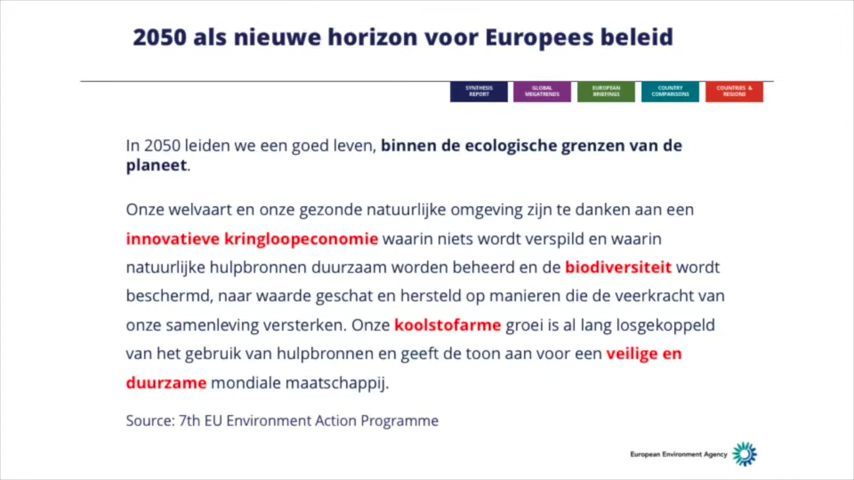 2050 als nieuwe horizon voor Europees beleid
SYNTHESIS REPORT
GLOBAL MEGATRENDS
EUROPEAN BRIEFINGS
COUNTRY COMPARISONS
COUNTRIES & REGIONS
In 2050 leiden we een goed leven, binnen de ecologische grenzen van de
planeet.
Onze welvaart en onze gezonde natuurlijke omgeving zijn te danken aan een
innovatieve kringloopeconomie waarin niets wordt verspild en waarin
natuurlijke hulpbronnen duurzaam worden beheerd en de biodiversiteit wordt
beschermd, naar waarde geschat en hersteld op manieren die de veerkracht van
onze samenleving versterken. Onze koolstofarme groei is al lang losgekoppeld
van het gebruik van hulpbronnen en geeft de toon aan voor een veilige en
duurzame mondiale maatschappij.
Source: 7th EU Environment Action Programme
European Environment Agency